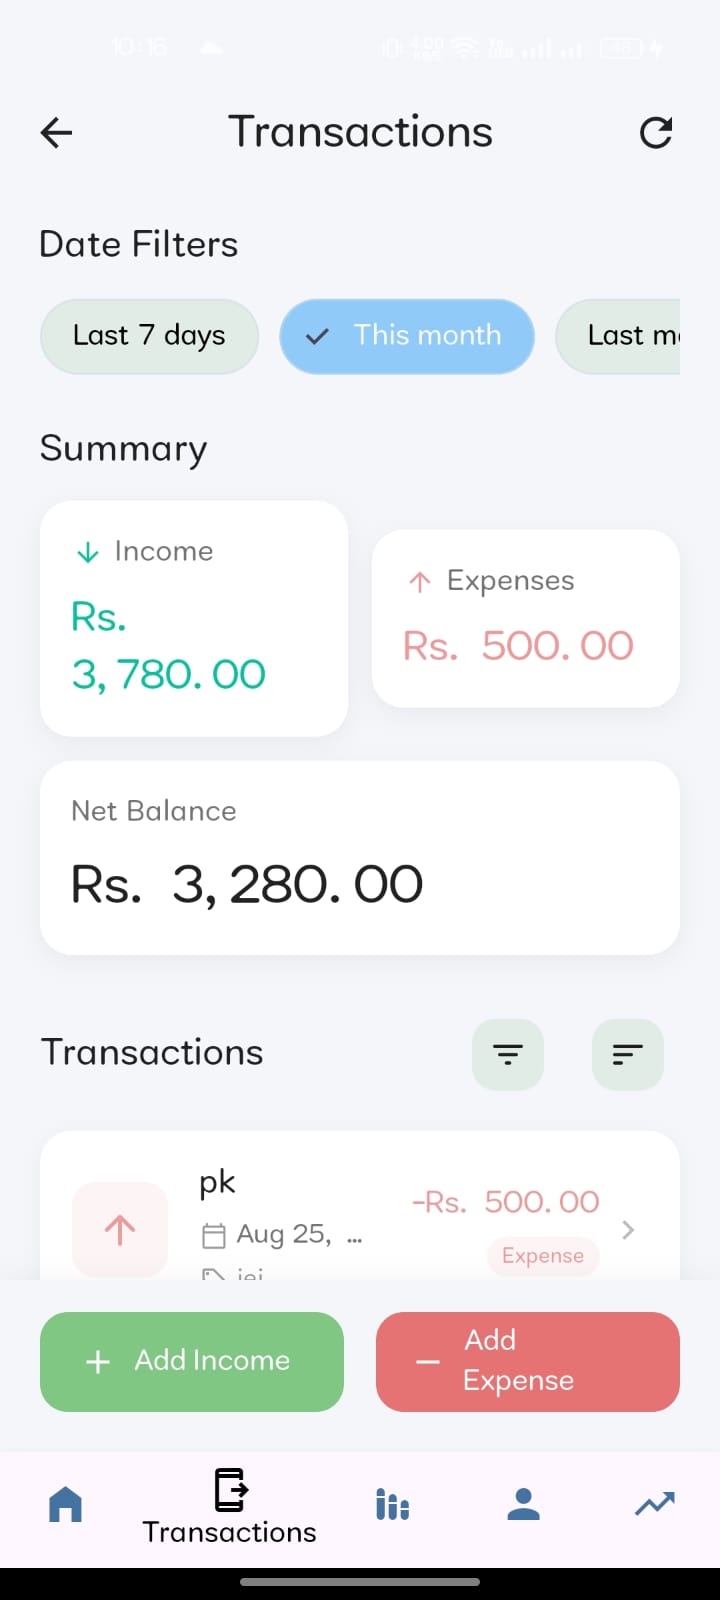 10:16
Transactions
Date Filters
Last 7 days
This month
Last m
Summary
Income
Rs.
3,780.00
Expenses
Rs. 500.00
Net Balance
Rs. 3,280.00
Transactions
pk
-Rs. 500.00
Aug 25, ...
Expense
+ Add Income
Add
Expense
Transactions